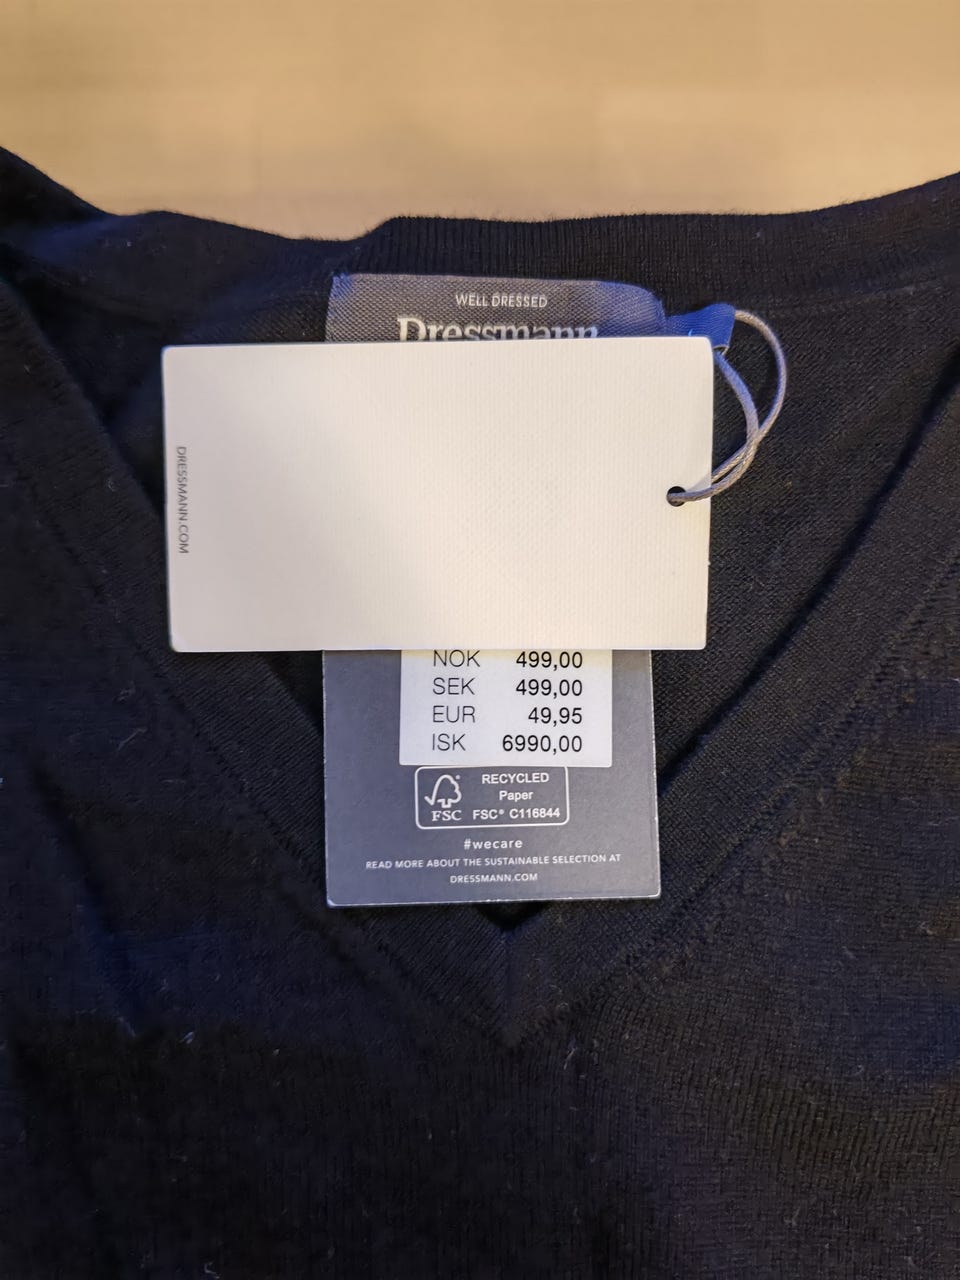 WELL DRESSED
Dressmann
DRESSMANN.COM
NOK 499,00
SEK 499,00
EUR 49,95
ISK 6990,00
RECYCLED
Paper
FSC FSC® C116844
#wecare
READ MORE ABOUT THE SUSTAINABLE SELECTION AT
DRESSMANN.COM